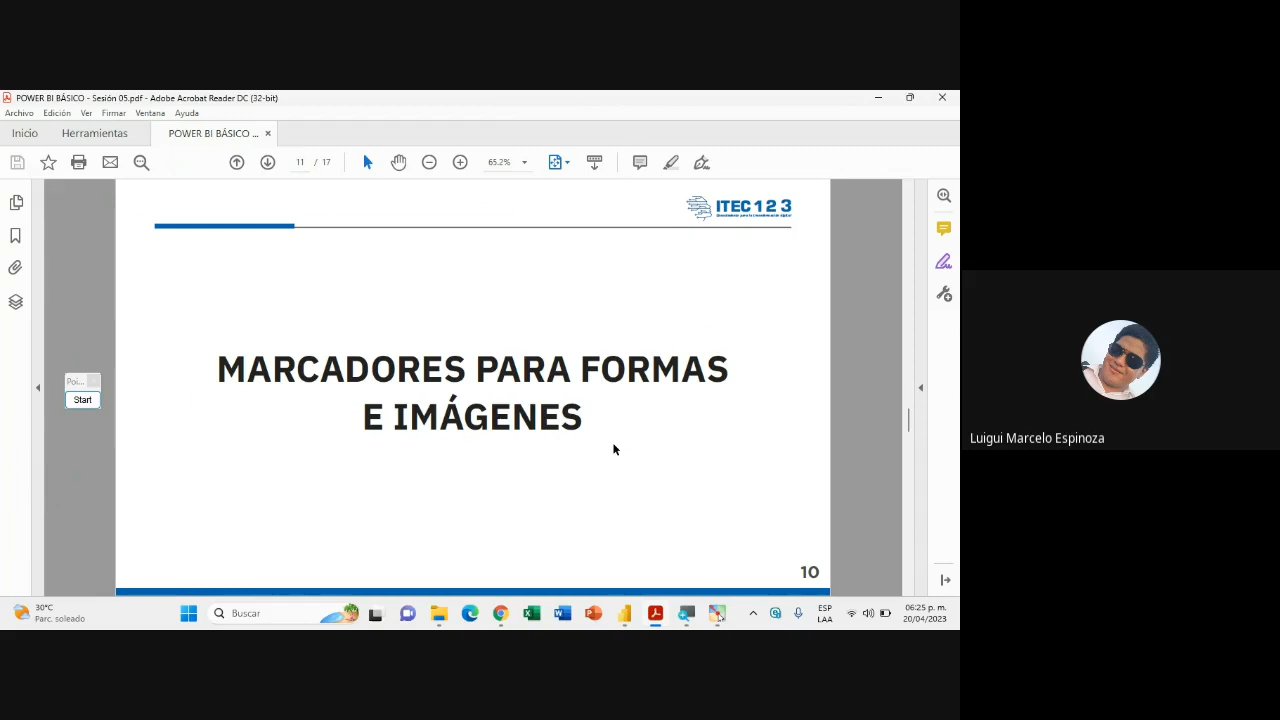 POWER BI BÁSICO - Sesión 05.pdf - Adobe Acrobat Reader DC (32-bit)
Archivo Edición Ver Firmar Ventana Ayuda
Inicio Herramientas POWER BI BÁSICO ... ×
11 / 17 65.2%
ITEC 1 2 3
MARCADORES PARA FORMAS
E IMÁGENES
Poi...
Start
10
Luigui Marcelo Espinoza
30°C
Parc. soleado
Buscar
ESP
LAA
06:25 p. m.
20/04/2023